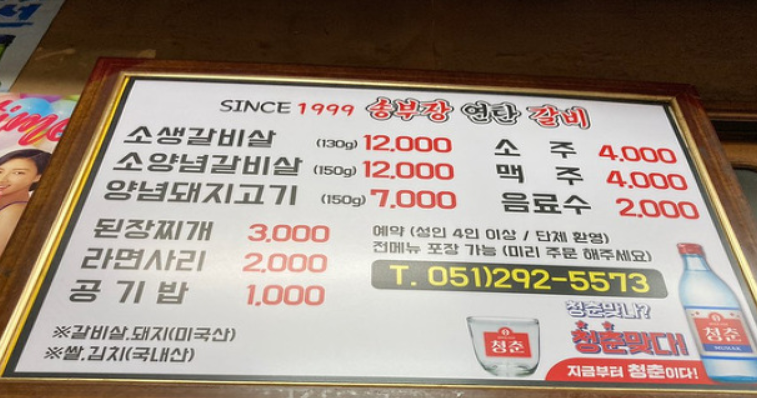 SINCE 1999 송부장 연탄 갈비
소생갈비살 (130g) 12,000
소양념갈비살 (150g) 12,000
양념돼지고기 (150g) 7,000
된장찌개 3,000
라면사리 2,000
공기밥 1,000
※갈비살,돼지(미국산)
※쌀,김치(국내산)
소주 4,000
맥주 4,000
음료수 2,000
예약 (성인 4인 이상 / 단체 환영)
전메뉴 포장 가능 (미리 주문 해주세요)
T. 051)292-5573
청춘맞나?
청춘맞다!
지금부터 청춘이다!
청춘
청춘